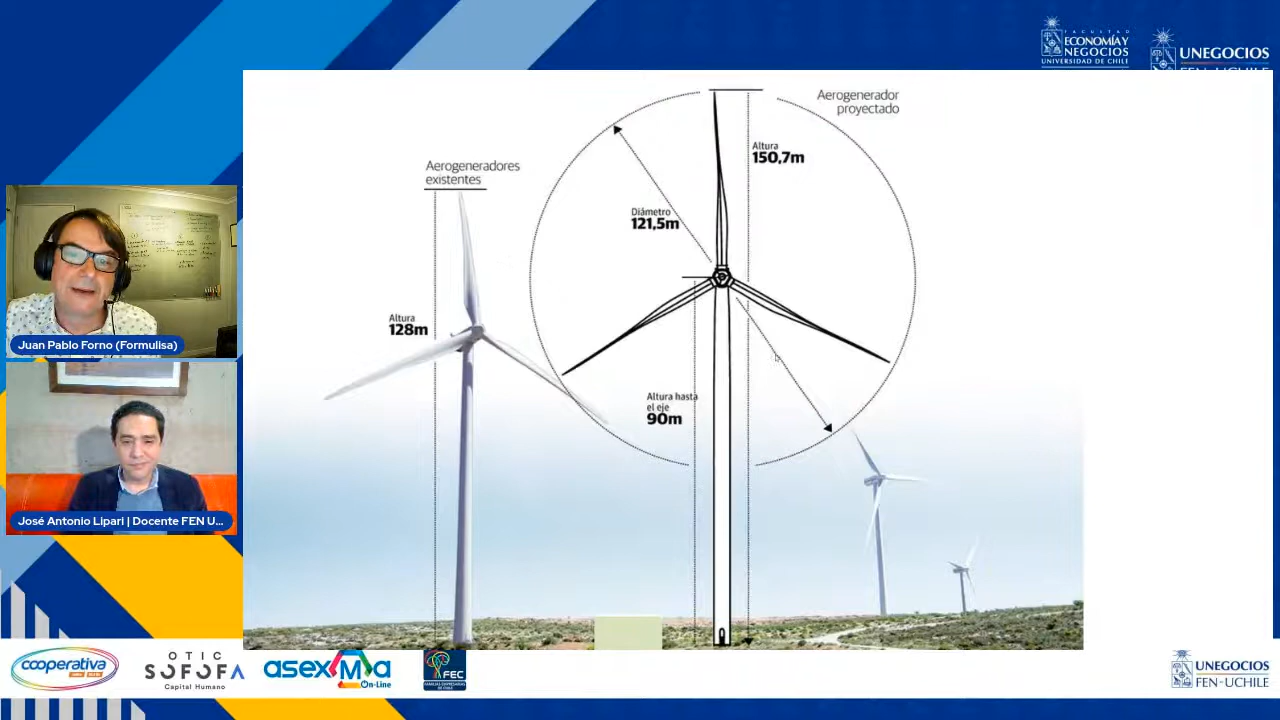 FACULTAD
ECONOMÍA Y
NEGOCIOS
UNIVERSIDAD DE CHILE
UNEGOCIOS
FEN-UCHILE
Aerogenerador
proyectado
Altura
150,7m
Aerogeneradores
existentes
Diámetro
121,5m
Altura
128m
Altura hasta
el eje
90m
Juan Pablo Forno (Formulisa)
José Antonio Lipari | Docente FEN U...
cooperativa
OTIC
SOFOFA
Capital Humano
asexma
On-Line
FEC
UNEGOCIOS
FEN-UCHILE